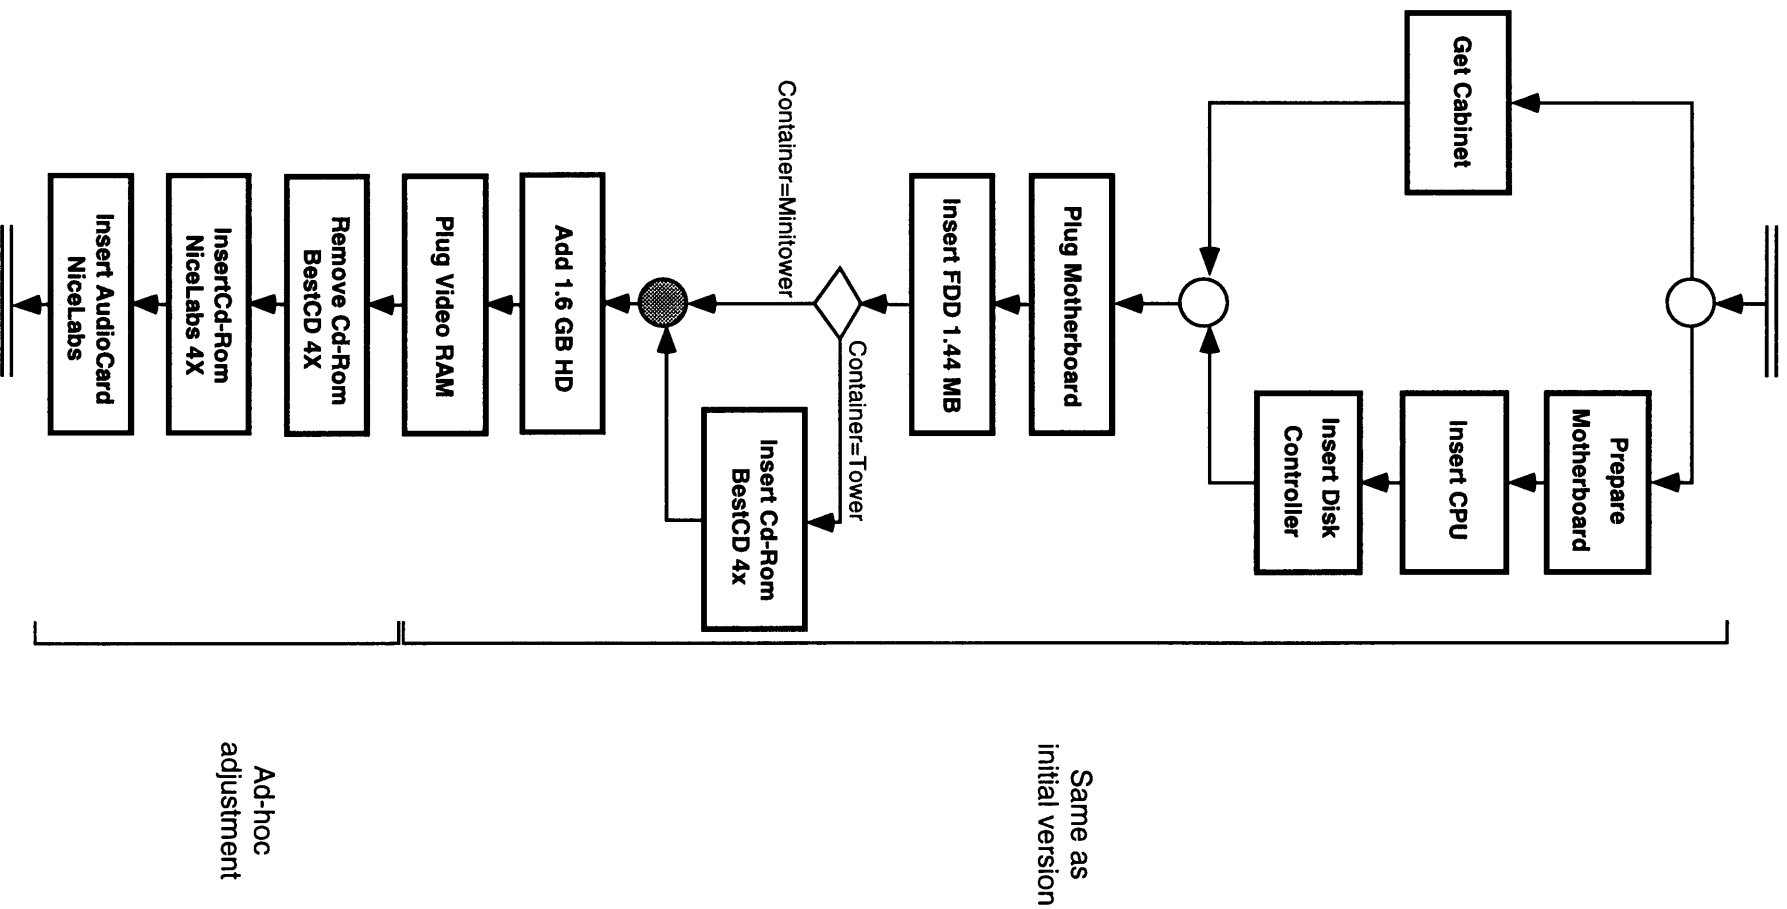 Get Cabinet
Prepare
Motherboard
Insert CPU
Insert Disk
Controller
Plug Motherboard
Insert FDD 1.44 MB
Container=Minitower
Container=Tower
Insert Cd-Rom
BestCD 4x
Add 1.6 GB HD
Plug Video RAM
Remove Cd-Rom
BestCD 4X
InsertCd-Rom
NiceLabs 4X
Insert AudioCard
NiceLabs
Same as
initial version
Ad-hoc
adjustment